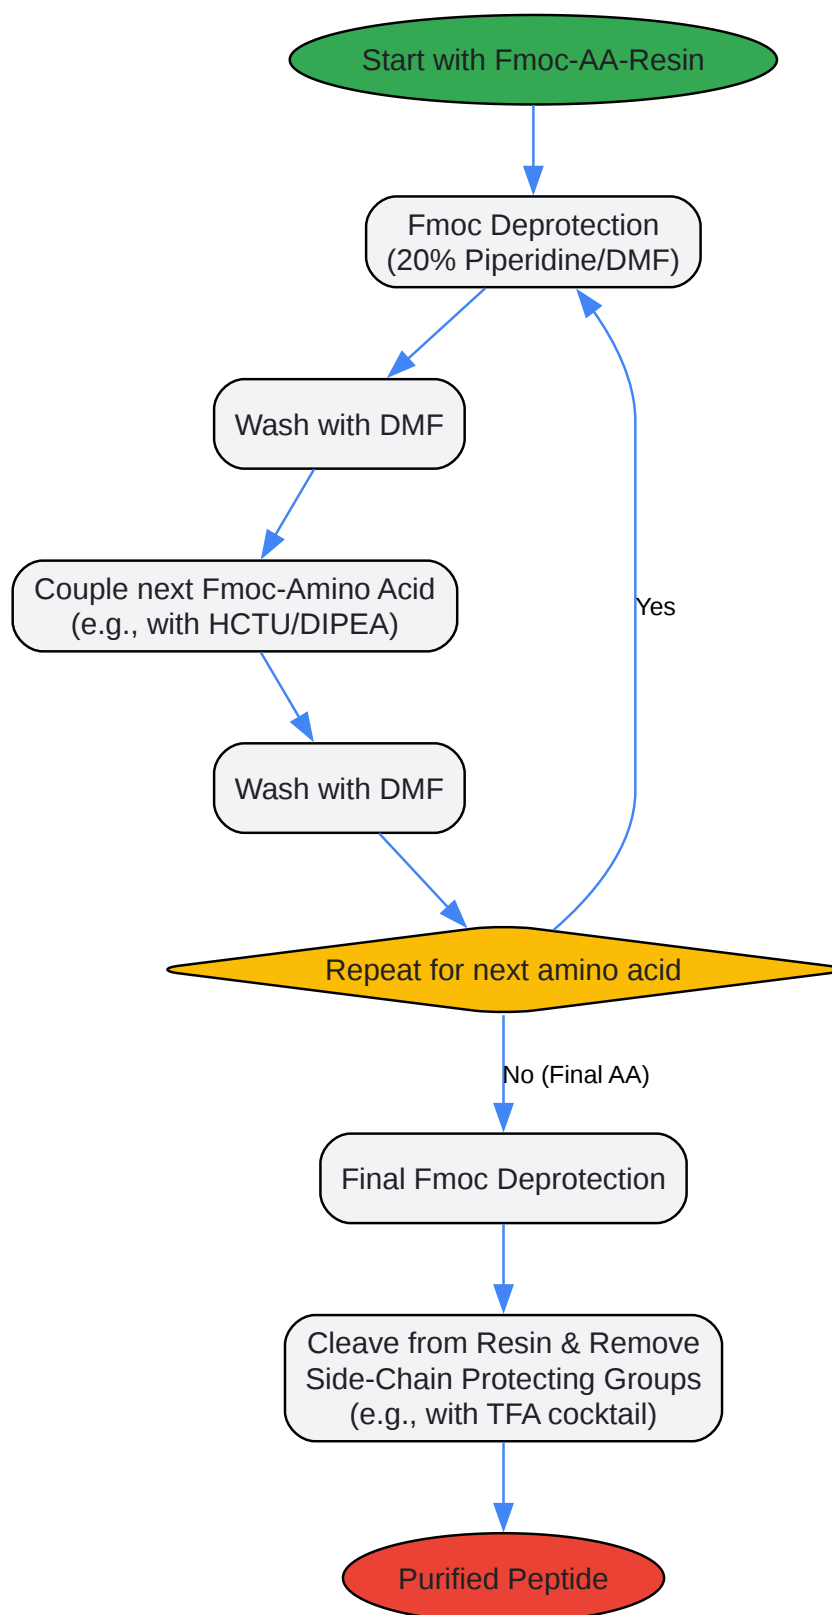 Start with Fmoc-AA-Resin
Fmoc Deprotection
(20% Piperidine/DMF)
Wash with DMF
Couple next Fmoc-Amino Acid
(e.g., with HCTU/DIPEA)
Yes
Wash with DMF
Repeat for next amino acid
No (Final AA)
Final Fmoc Deprotection
Cleave from Resin & Remove
Side-Chain Protecting Groups
(e.g., with TFA cocktail)
Purified Peptide